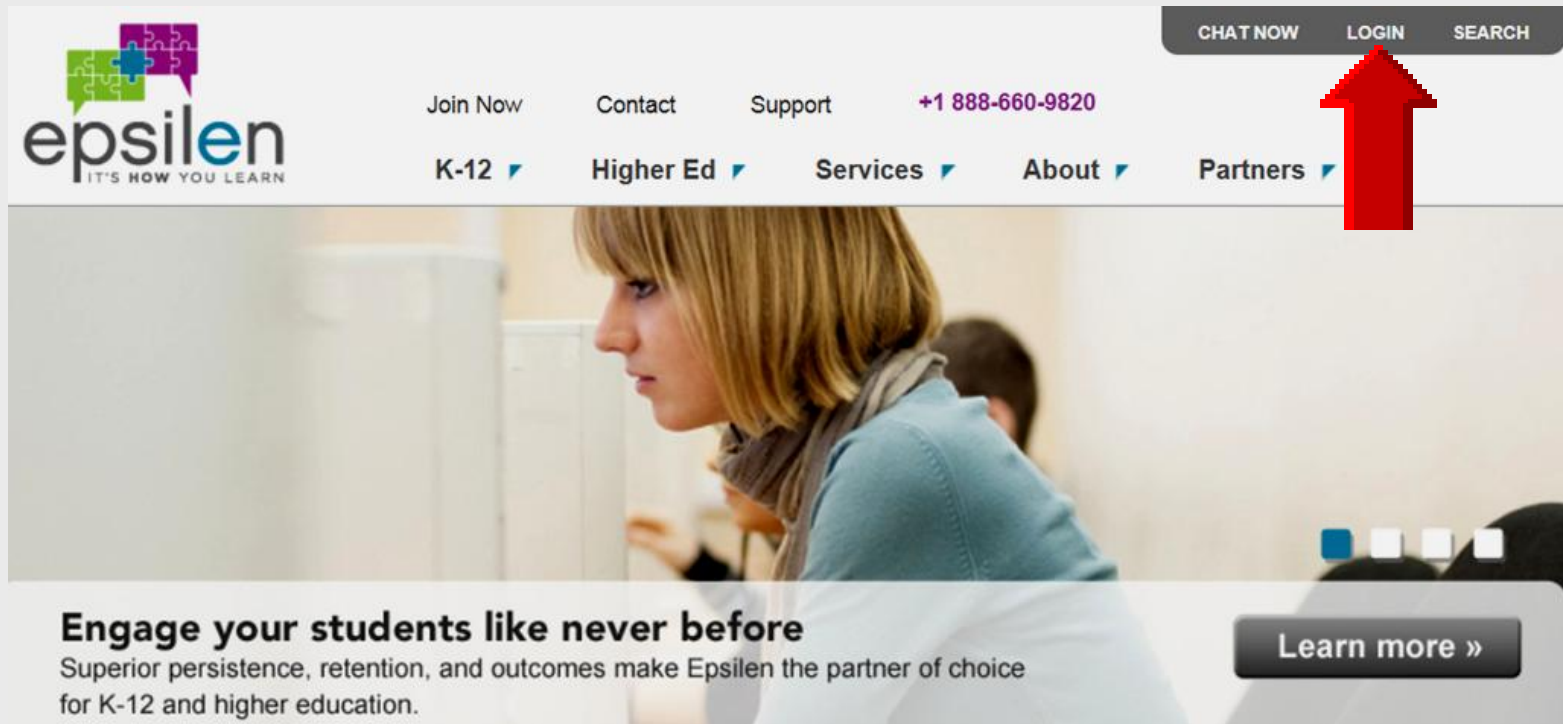 CHAT NOW LOGIN SEARCH
Join Now Contact Support +1 888-660-9820
epsilen
IT'S HOW YOU LEARN
K-12 Higher Ed Services About Partners
Engage your students like never before
Superior persistence, retention, and outcomes make Epsilen the partner of choice
for K-12 and higher education.
Learn more »